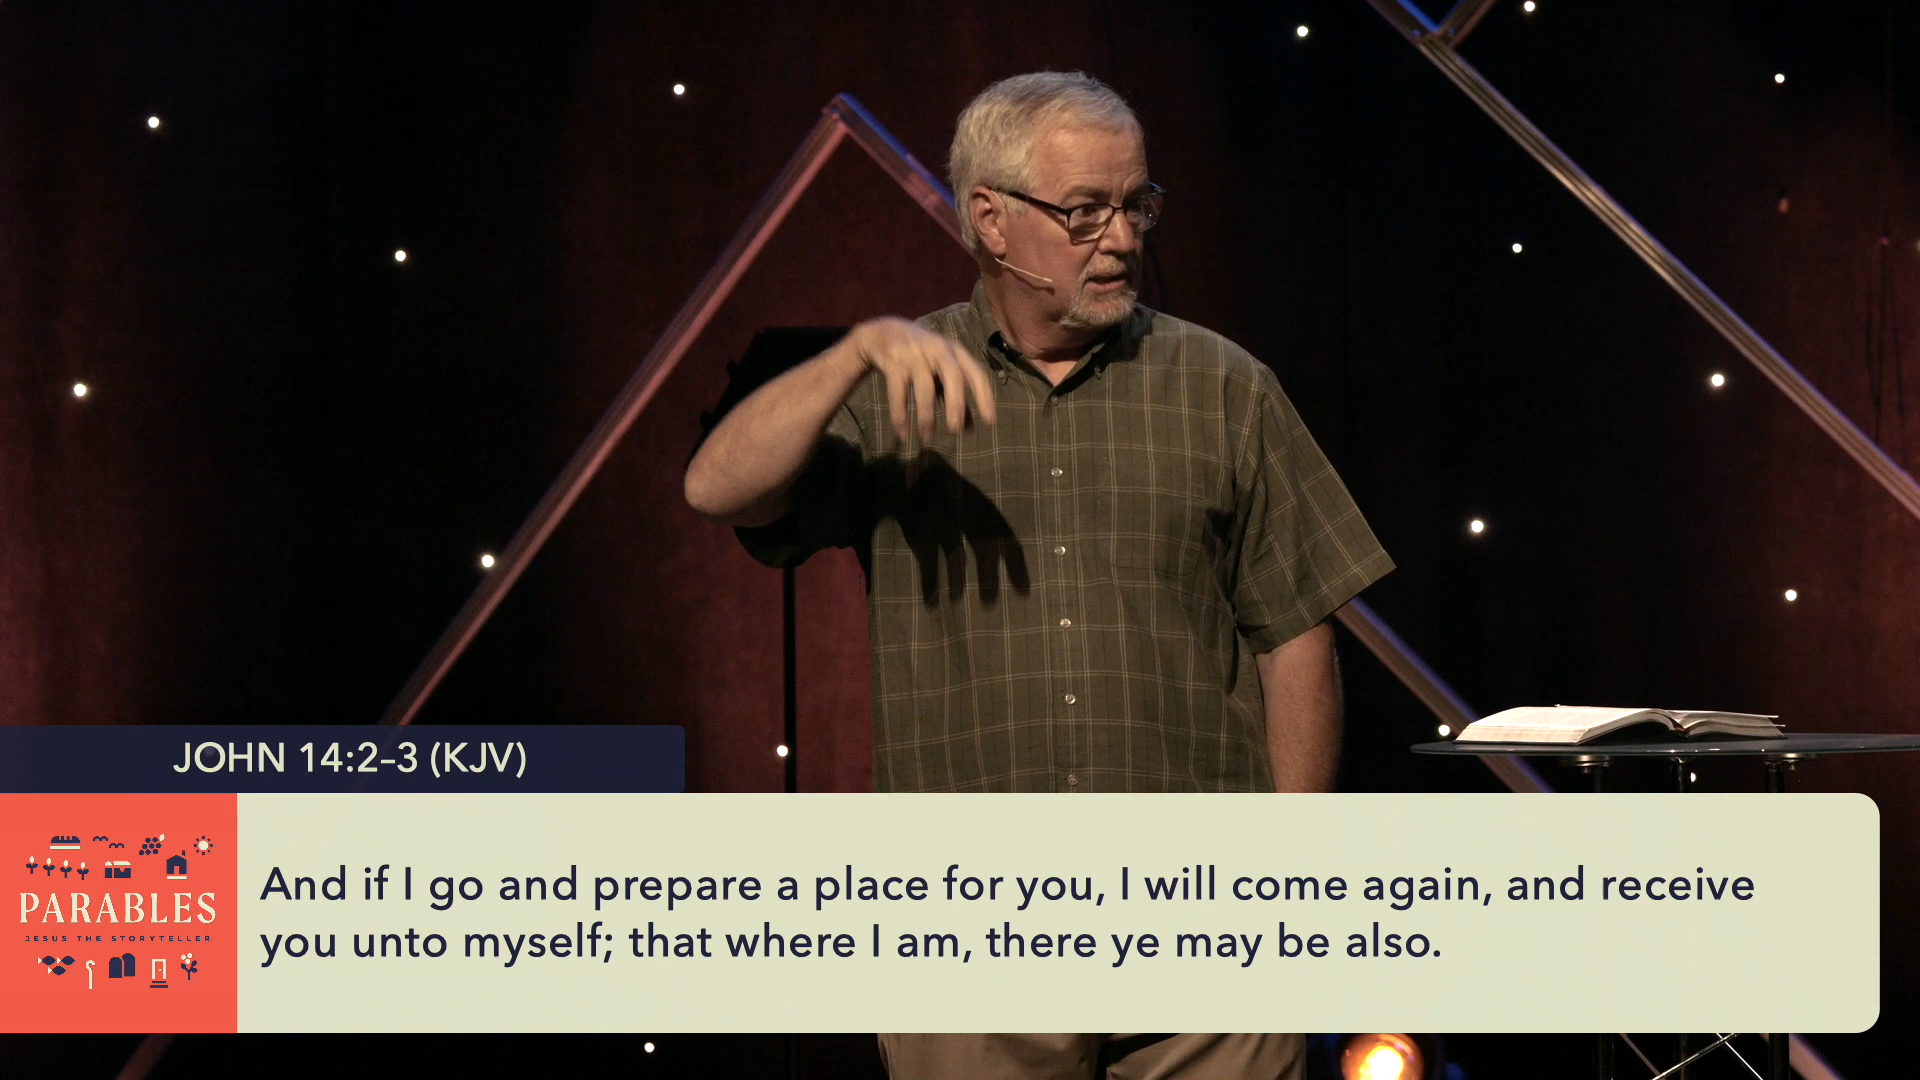 JOHN 14:2–3 (KJV)
PARABLES
JESUS THE STORYTELLER
And if I go and prepare a place for you, I will come again, and receive
you unto myself; that where I am, there ye may be also.